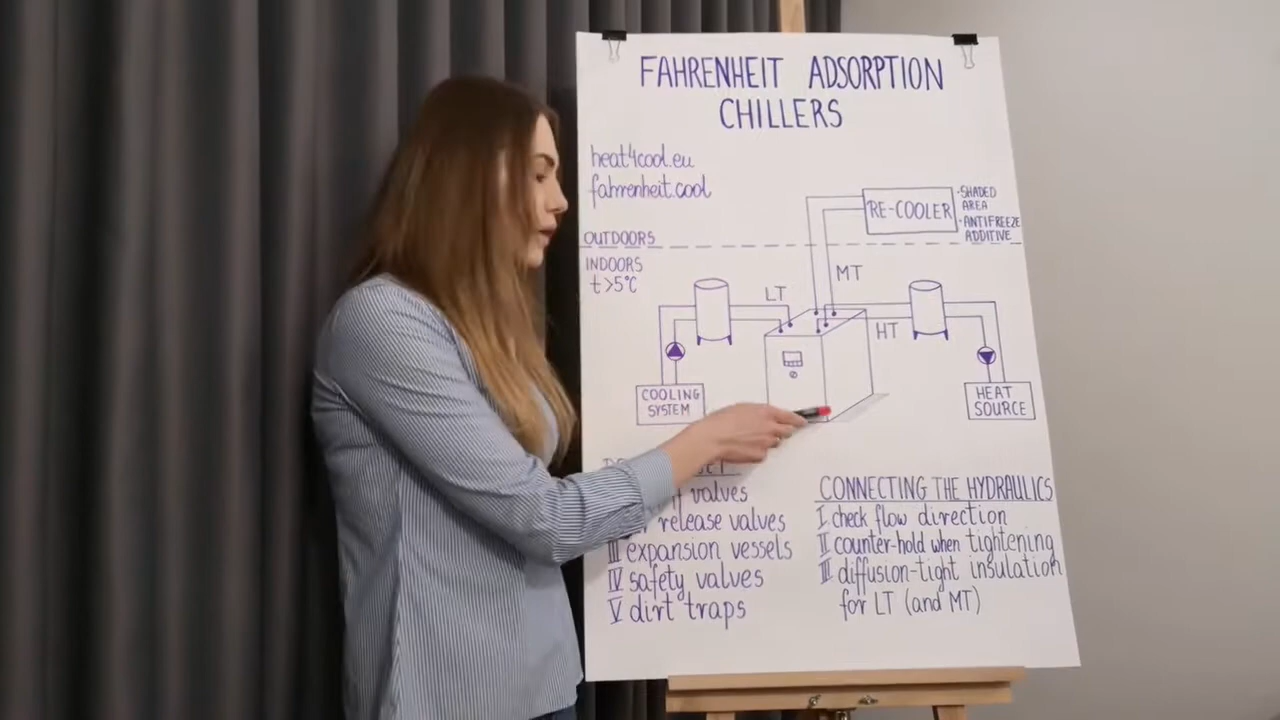 FAHRENHEIT ADSORPTION
CHILLERS
heat4cool.eu
fahrenheit.cool
RE-COOLER
·SHADED
AREA
·ANTIFREEZE
ADDITIVE
OUTDOORS
INDOORS
t>5°C
LT
MT
HT
COOLING
SYSTEM
HEAT
SOURCE
valves
release valves
III expansion vessels
IV safety valves
V dirt traps
CONNECTING THE HYDRAULICS
I check flow direction
II counter-hold when tightening
III diffusion-tight insulation
for LT (and MT)